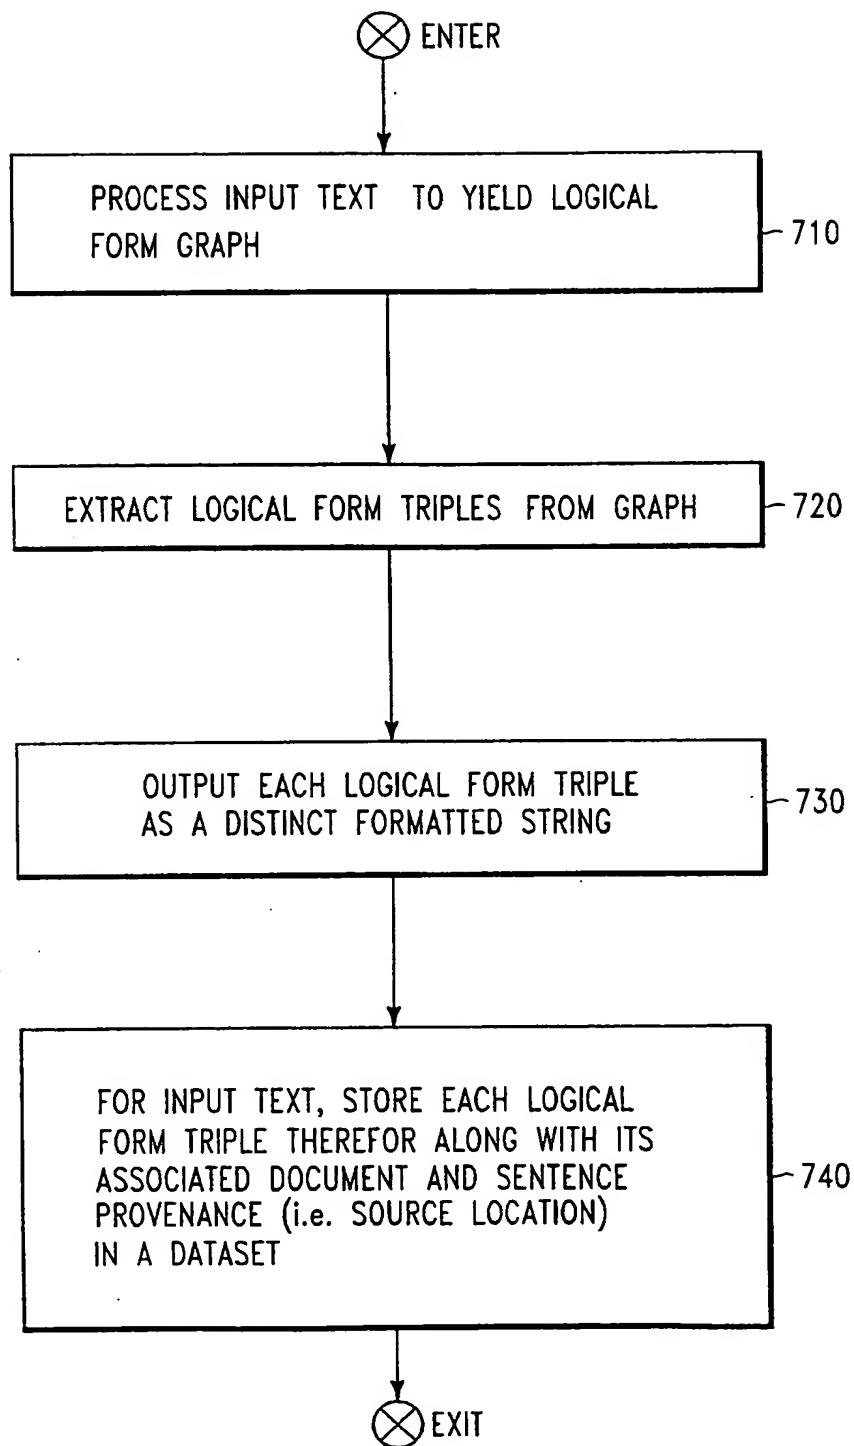 ENTER
PROCESS INPUT TEXT TO YIELD LOGICAL
FORM GRAPH
710
EXTRACT LOGICAL FORM TRIPLES FROM GRAPH
720
OUTPUT EACH LOGICAL FORM TRIPLE
AS A DISTINCT FORMATTED STRING
730
FOR INPUT TEXT, STORE EACH LOGICAL
FORM TRIPLE THEREFOR ALONG WITH ITS
ASSOCIATED DOCUMENT AND SENTENCE
PROVENANCE (i.e. SOURCE LOCATION)
IN A DATASET
740
EXIT